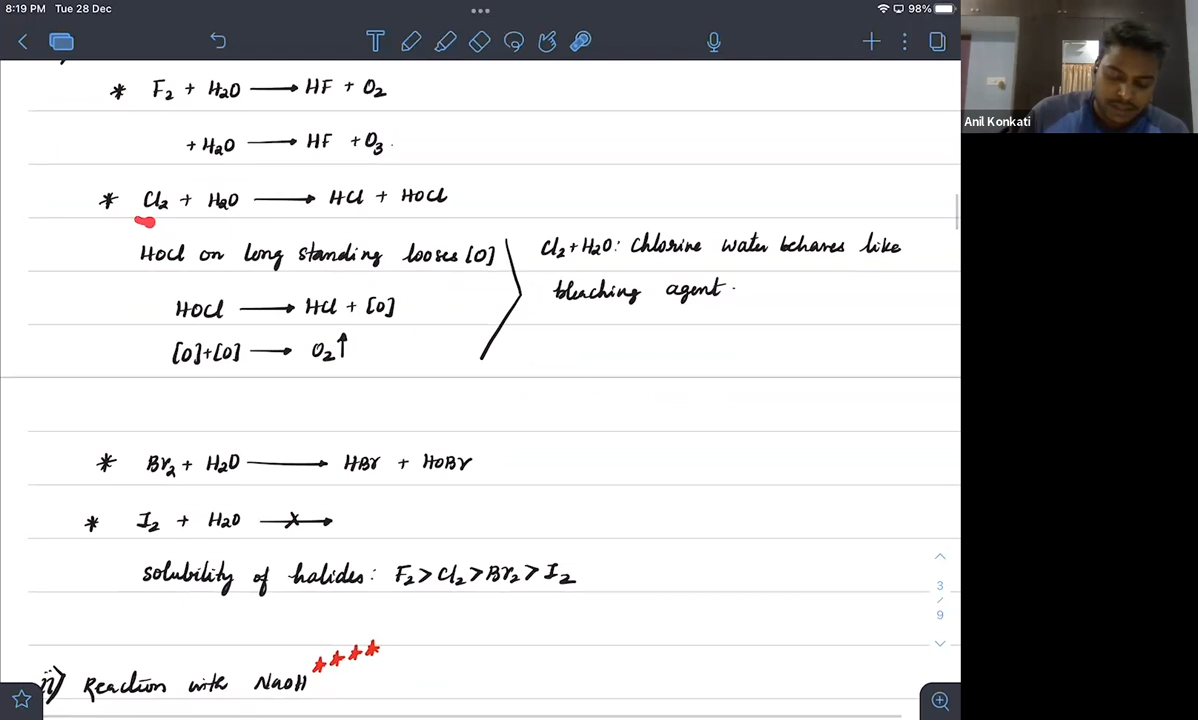 8:19 PM Tue 28 Dec
98%
Anil Konkati
* F₂ + H₂O ⟶ HF + O₂
+ H₂O ⟶ HF + O₃.
* Cl₂ + H₂O ⟶ HCl + HOCl
HOCl on long standing looses [O]
Cl₂+H₂O: Chlorine water behaves like
bleaching agent.
HOCl ⟶ HCl + [O]
[O]+[O] ⟶ O₂↑
* Br₂ + H₂O ⟶ HBr + HOBr
* I₂ + H₂O —x→
solubility of halides: F₂ > Cl₂ > Br₂ > I₂
3
/
9
ii) Reaction with NaOH ****